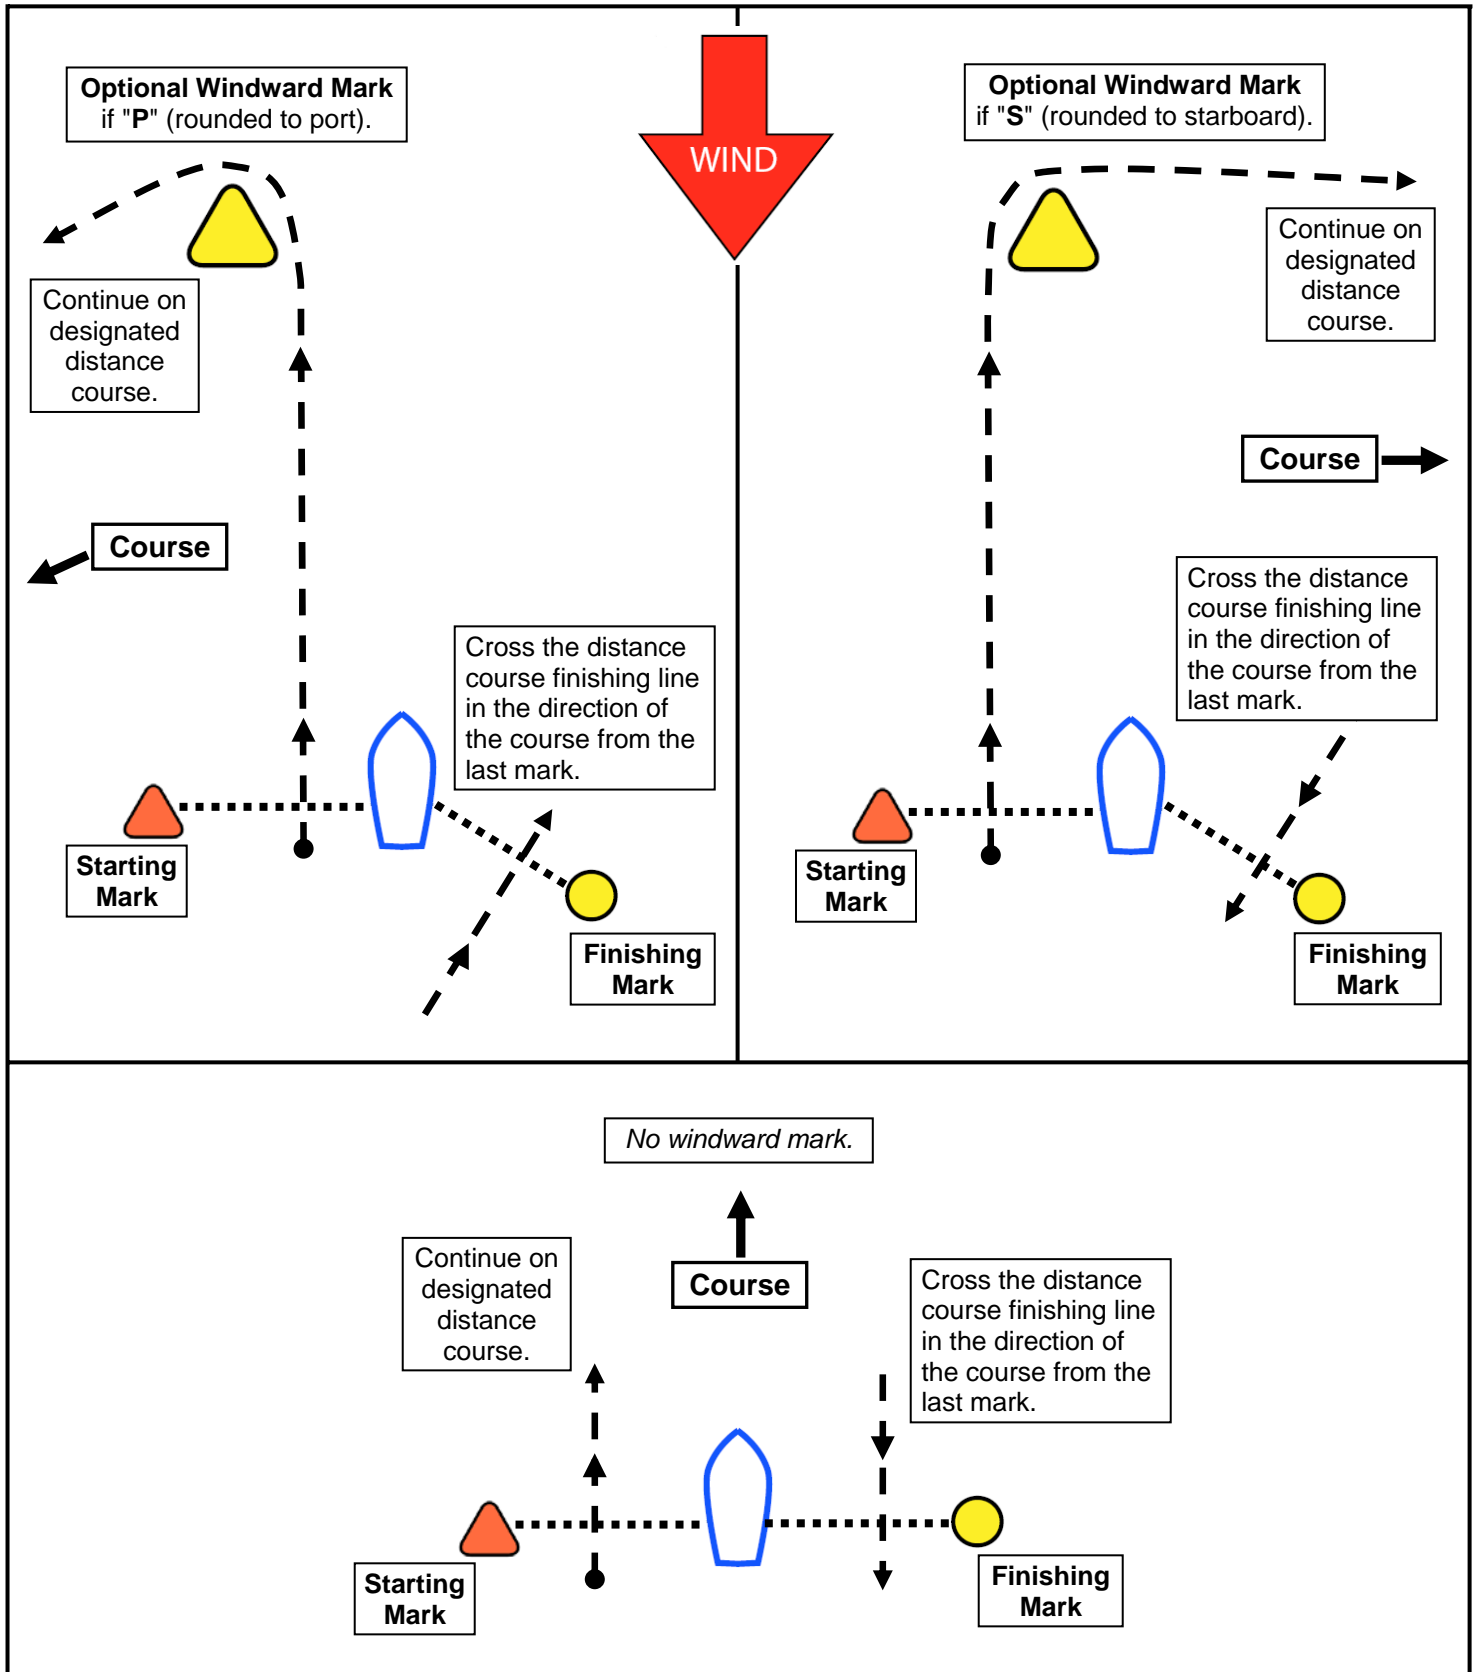 Optional Windward Mark
if "P" (rounded to port).
WIND
Optional Windward Mark
if "S" (rounded to starboard).
Continue on
designated
distance
course.
Continue on
designated
distance
course.
Course
Course
Cross the distance
course finishing line
in the direction of
the course from the
last mark.
Cross the distance
course finishing line
in the direction of
the course from the
last mark.
Starting
Mark
Finishing
Mark
Starting
Mark
Finishing
Mark
No windward mark.
Continue on
designated
distance
course.
Course
Cross the distance
course finishing line
in the direction of
the course from the
last mark.
Starting
Mark
Finishing
Mark